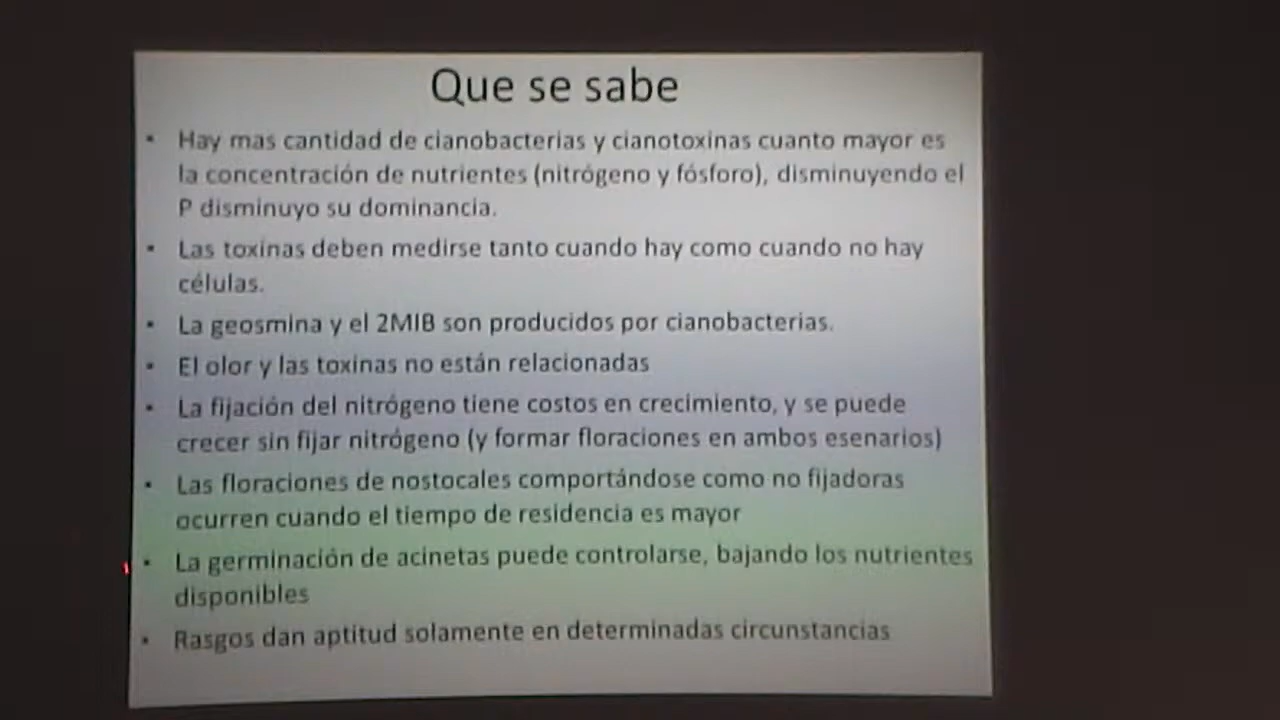 Que se sabe
• Hay mas cantidad de cianobacterias y cianotoxinas cuanto mayor es
la concentración de nutrientes (nitrógeno y fósforo), disminuyendo el
P disminuyo su dominancia.
• Las toxinas deben medirse tanto cuando hay como cuando no hay
células.
• La geosmina y el 2MIB son producidos por cianobacterias.
• El olor y las toxinas no están relacionadas
• La fijación del nitrógeno tiene costos en crecimiento, y se puede
crecer sin fijar nitrógeno (y formar floraciones en ambos esenarios)
• Las floraciones de nostocales comportándose como no fijadoras
ocurren cuando el tiempo de residencia es mayor
• La germinación de acinetas puede controlarse, bajando los nutrientes
disponibles
• Rasgos dan aptitud solamente en determinadas circunstancias